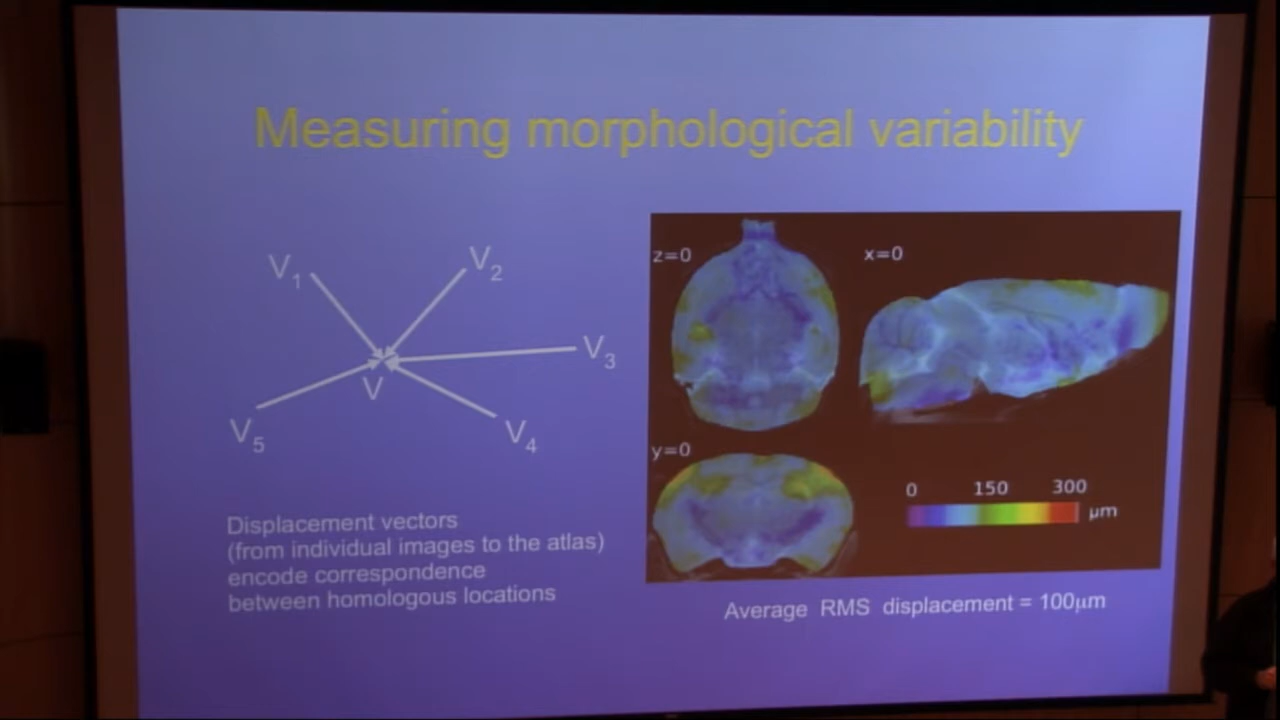 Measuring morphological variability
V1
V2
V3
V
V5
V4
Displacement vectors
(from individual images to the atlas)
encode correspondence
between homologous locations
z=0
x=0
y=0
0 150 300
μm
Average RMS displacement = 100μm